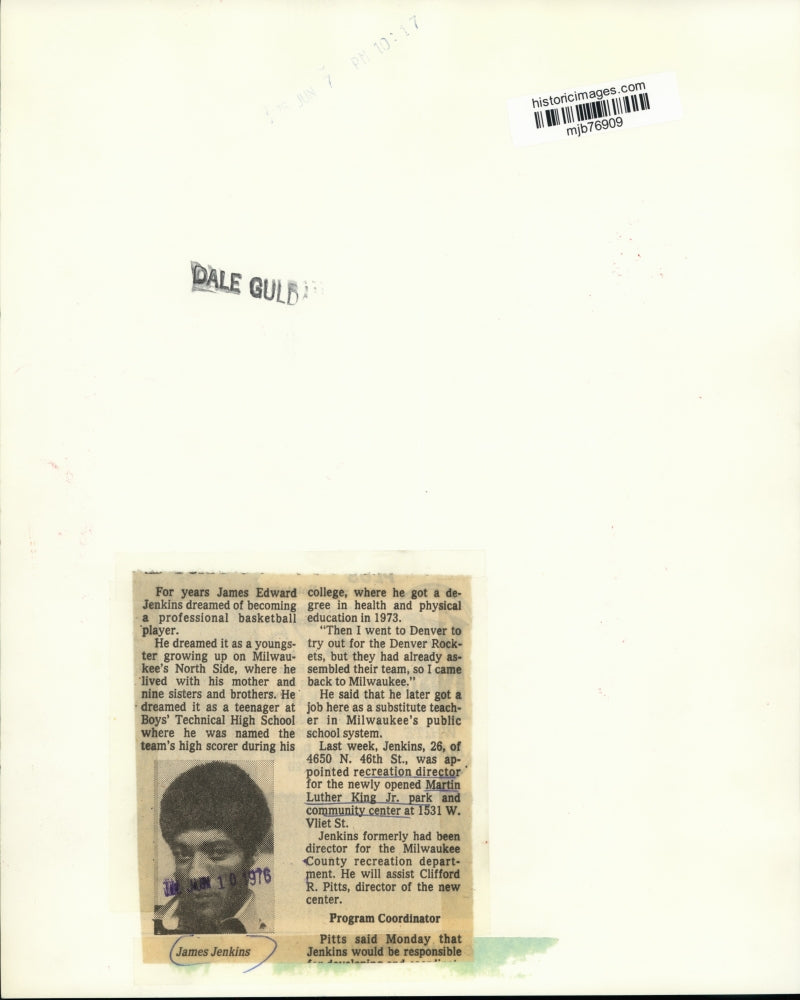 JUN 7 PM 10:17
historicimages.com
mjb76909
DALE GULD
For years James Edward
Jenkins dreamed of becoming
a professional basketball
player.
He dreamed it as a youngs-
ter growing up on Milwau-
kee's North Side, where he
lived with his mother and
nine sisters and brothers. He
dreamed it as a teenager at
Boys' Technical High School
where he was named the
team's high scorer during his
JUN 10 1976
James Jenkins
college, where he got a de-
gree in health and physical
education in 1973.
"Then I went to Denver to
try out for the Denver Rock-
ets, but they had already as-
sembled their team, so I came
back to Milwaukee."
He said that he later got a
job here as a substitute teach-
er in Milwaukee's public
school system.
Last week, Jenkins, 26, of
4650 N. 46th St., was ap-
pointed recreation director
for the newly opened Martin
Luther King Jr. park and
community center at 1531 W.
Vliet St.
Jenkins formerly had been
director for the Milwaukee
County recreation depart-
ment. He will assist Clifford
R. Pitts, director of the new
center.
Program Coordinator
Pitts said Monday that
Jenkins would be responsible